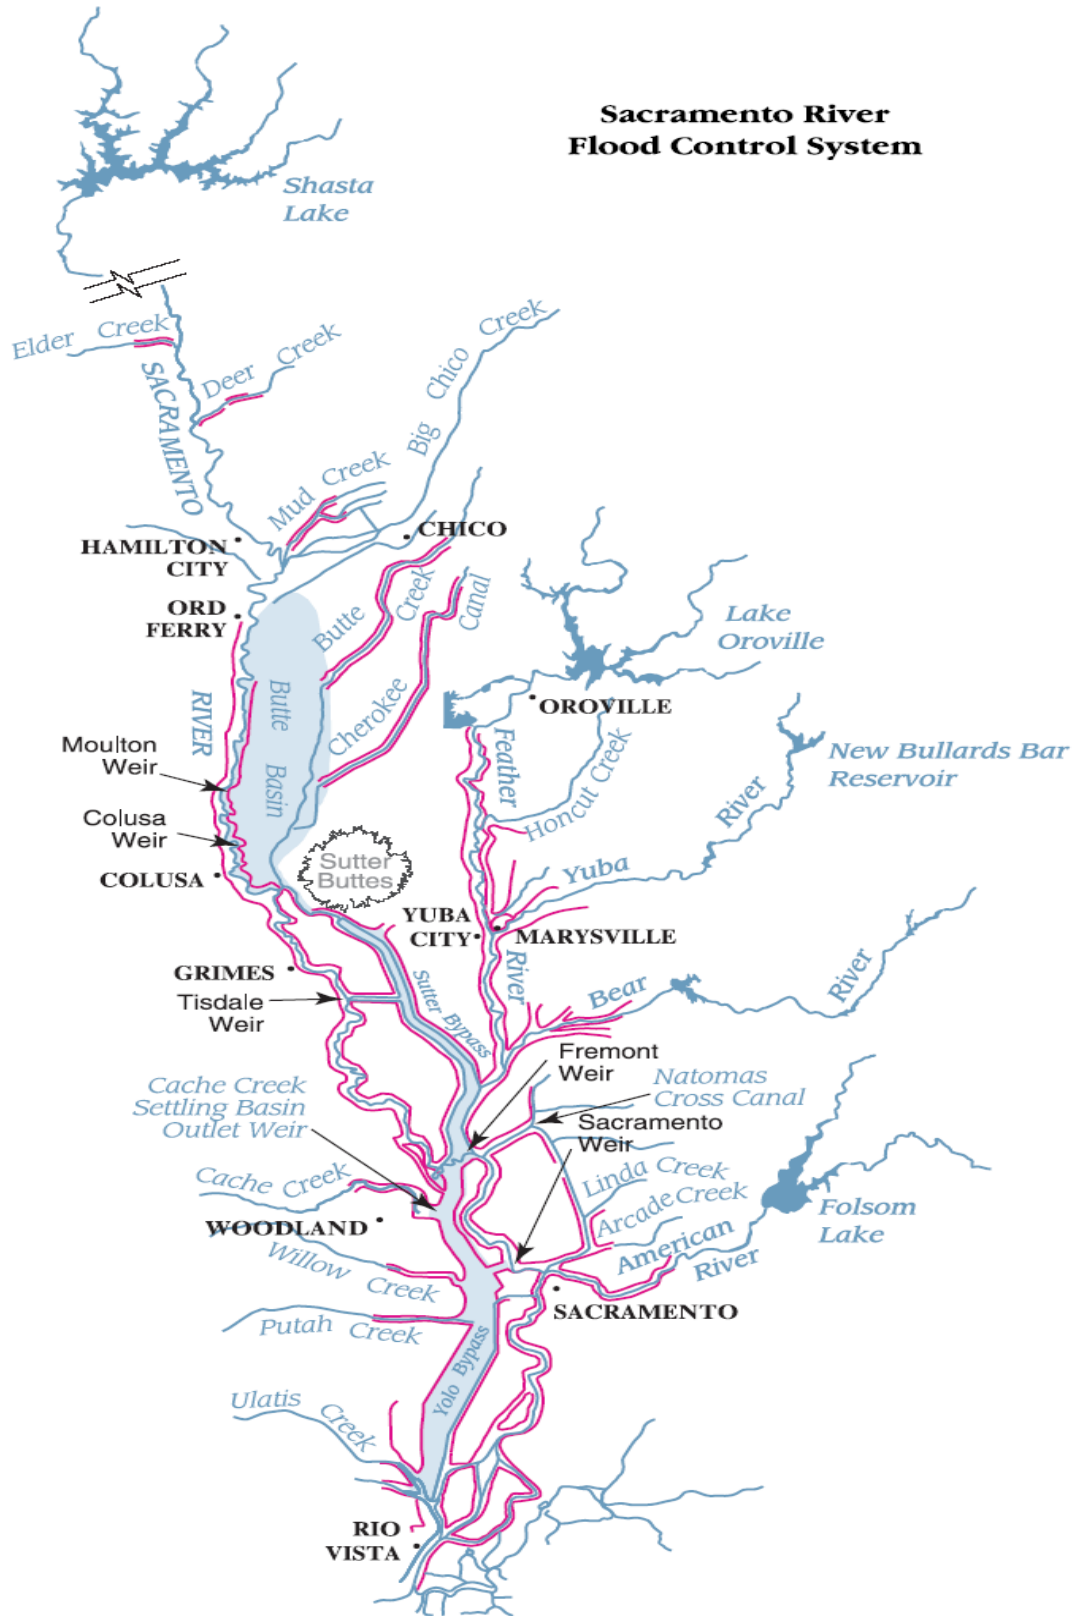 Sacramento River
Flood Control System
Shasta
Lake
Elder Creek
Deer Creek
SACRAMENTO
Big Chico Creek
Mud Creek
CHICO
HAMILTON
CITY
ORD
FERRY
Butte
Creek
Canal
Cherokee
Lake
Oroville
OROVILLE
RIVER
Butte
Basin
Feather
Honcut Creek
Moulton
Weir
New Bullards Bar
Reservoir
River
Colusa
Weir
Sutter
Buttes
Yuba
COLUSA
YUBA
CITY
MARYSVILLE
River
GRIMES
Tisdale
Weir
Sutter Bypass
Bear
River
Fremont
Weir
Natomas
Cross Canal
Cache Creek
Settling Basin
Outlet Weir
Sacramento
Weir
Cache Creek
Linda Creek
Arcade Creek
Folsom
Lake
WOODLAND
American
River
Willow
Creek
SACRAMENTO
Putah Creek
Yolo Bypass
Ulatis
Creek
RIO
VISTA